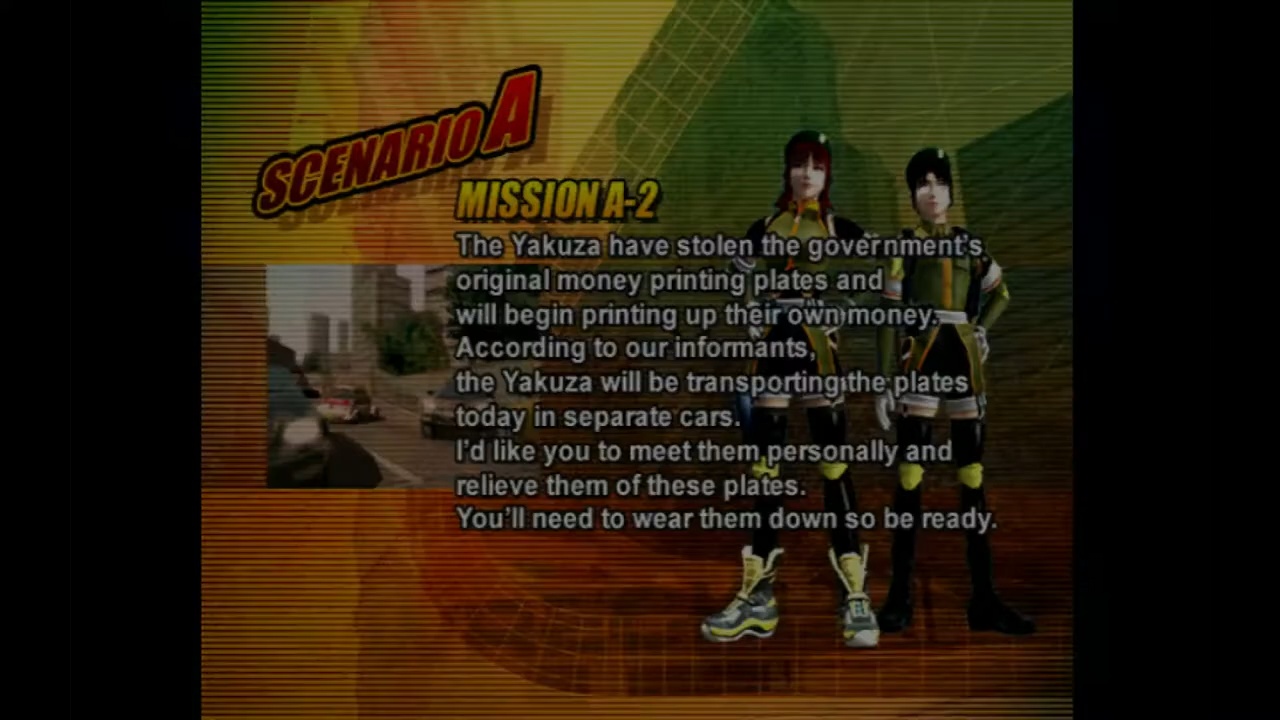 SCENARIO A
MISSION A-2
The Yakuza have stolen the government's
original money printing plates and
will begin printing up their own money.
According to our informants,
the Yakuza will be transporting the plates
today in separate cars.
I'd like you to meet them personally and
relieve them of these plates.
You'll need to wear them down so be ready.